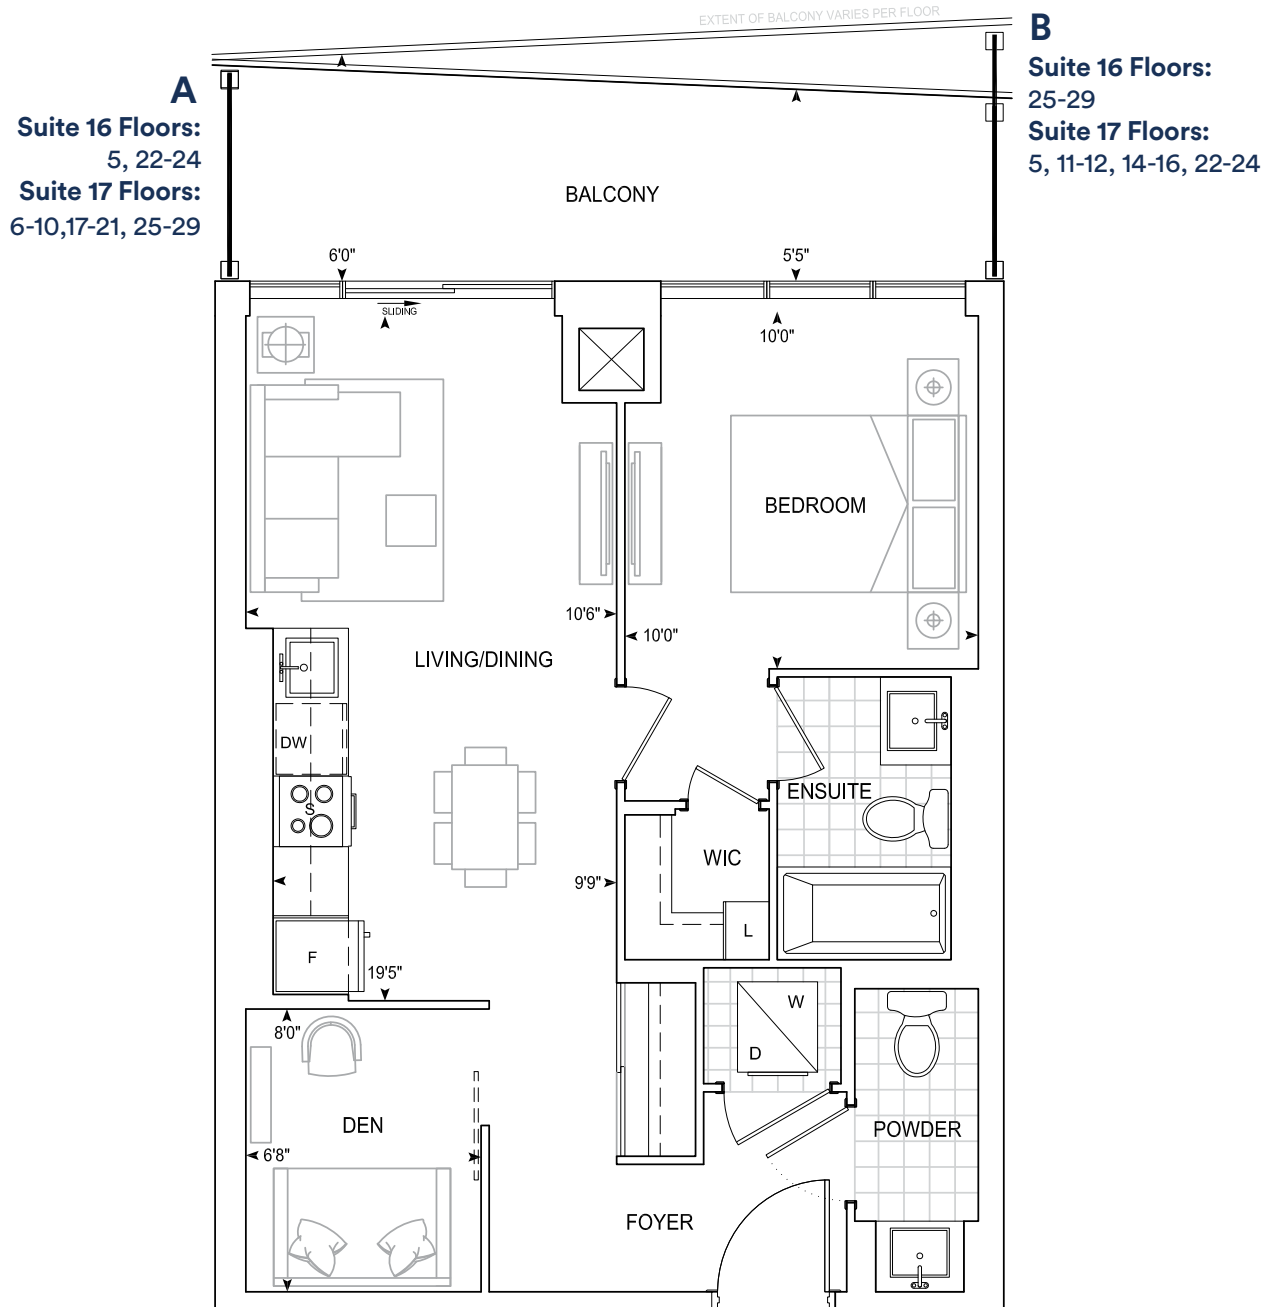 EXTENT OF BALCONY VARIES PER FLOOR
A
Suite 16 Floors:
5, 22-24
Suite 17 Floors:
6-10,17-21, 25-29
B
Suite 16 Floors:
25-29
Suite 17 Floors:
5, 11-12, 14-16, 22-24
BALCONY
6'0"
5'5"
SLIDING
10'0"
BEDROOM
10'6"
10'0"
LIVING/DINING
DW
S
ENSUITE
WIC
9'9"
L
F
19'5"
8'0"
W
D
DEN
POWDER
6'8"
FOYER